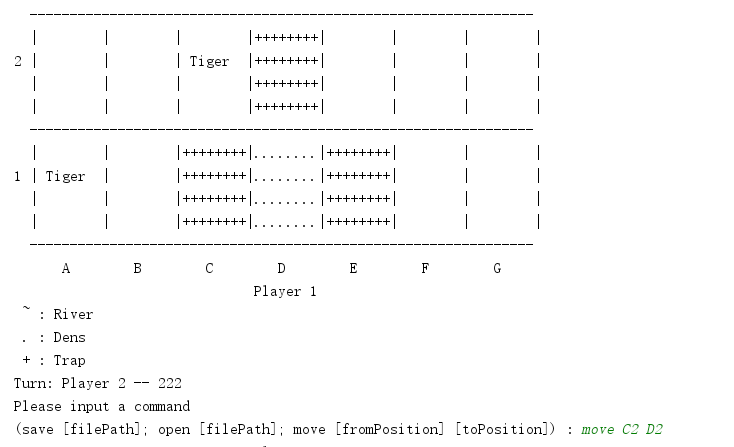 ------------------------------------------------------------------
|        |        |        |++++++++|        |        |        |
2 |        |        | Tiger  |++++++++|        |        |        |
|        |        |        |++++++++|        |        |        |
|        |        |        |++++++++|        |        |        |
------------------------------------------------------------------
|        |        |++++++++|........|++++++++|        |        |
1 | Tiger  |        |++++++++|........|++++++++|        |        |
|        |        |++++++++|........|++++++++|        |        |
|        |        |++++++++|........|++++++++|        |        |
------------------------------------------------------------------
A B C D E F G
Player 1
~ : River
. : Dens
+ : Trap
Turn: Player 2 -- 222
Please input a command
(save [filePath]; open [filePath]; move [fromPosition] [toPosition]) : move C2 D2